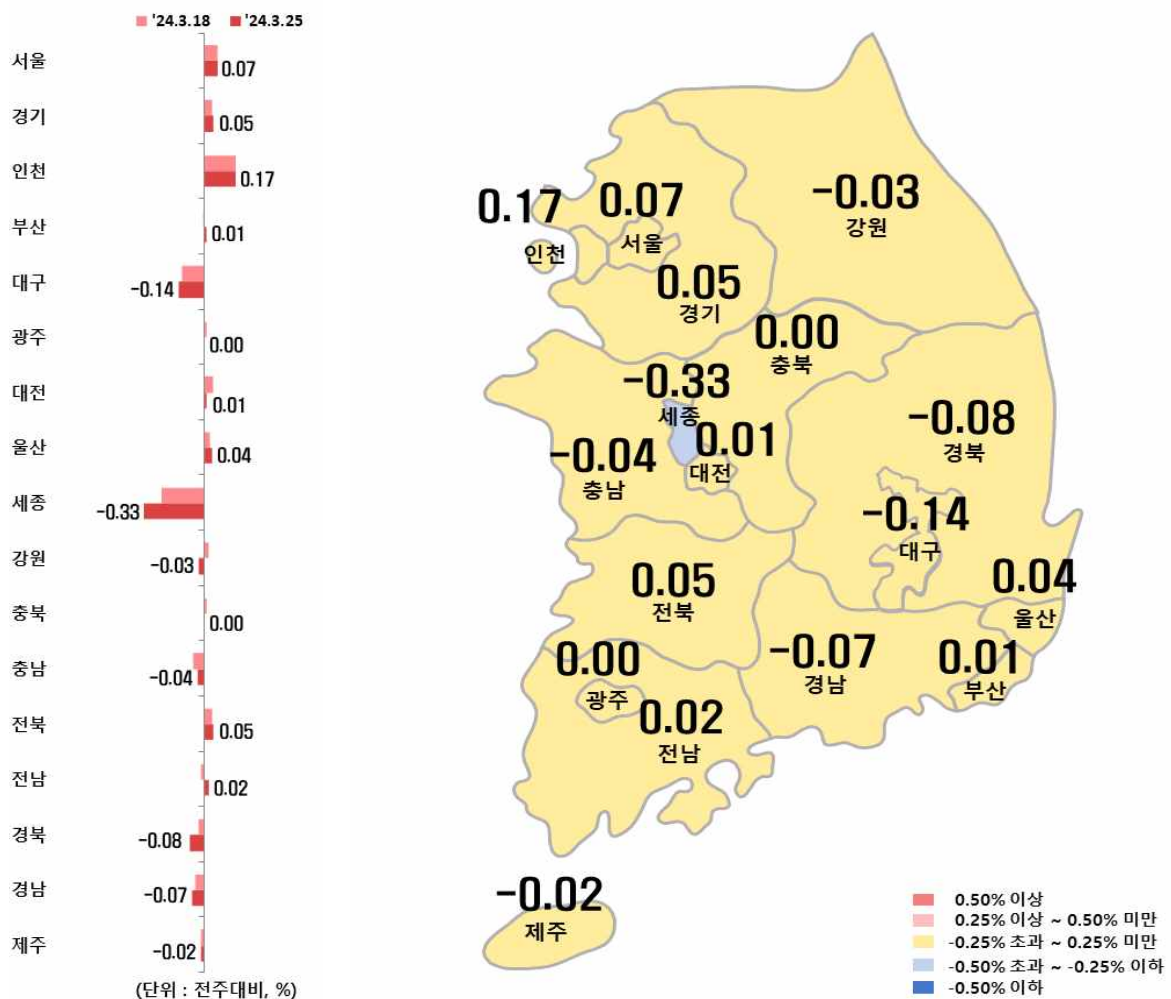 '24.3.18 '24.3.25
서울 0.07
경기 0.05
인천 0.17
부산 0.01
대구 -0.14
광주 0.00
대전 0.01
울산 0.04
세종 -0.33
강원 -0.03
충북 0.00
충남 -0.04
전북 0.05
전남 0.02
경북 -0.08
경남 -0.07
제주 -0.02
(단위 : 전주대비, %)
-0.03
강원
0.17
인천
0.07
서울
0.05
경기
0.00
충북
-0.33
세종
-0.08
경북
-0.04
충남
0.01
대전
-0.14
대구
0.04
울산
0.05
전북
-0.07
경남
0.01
부산
0.00
광주
0.02
전남
-0.02
제주
0.50% 이상
0.25% 이상 ~ 0.50% 미만
-0.25% 초과 ~ 0.25% 미만
-0.50% 초과 ~ -0.25% 이하
-0.50% 이하